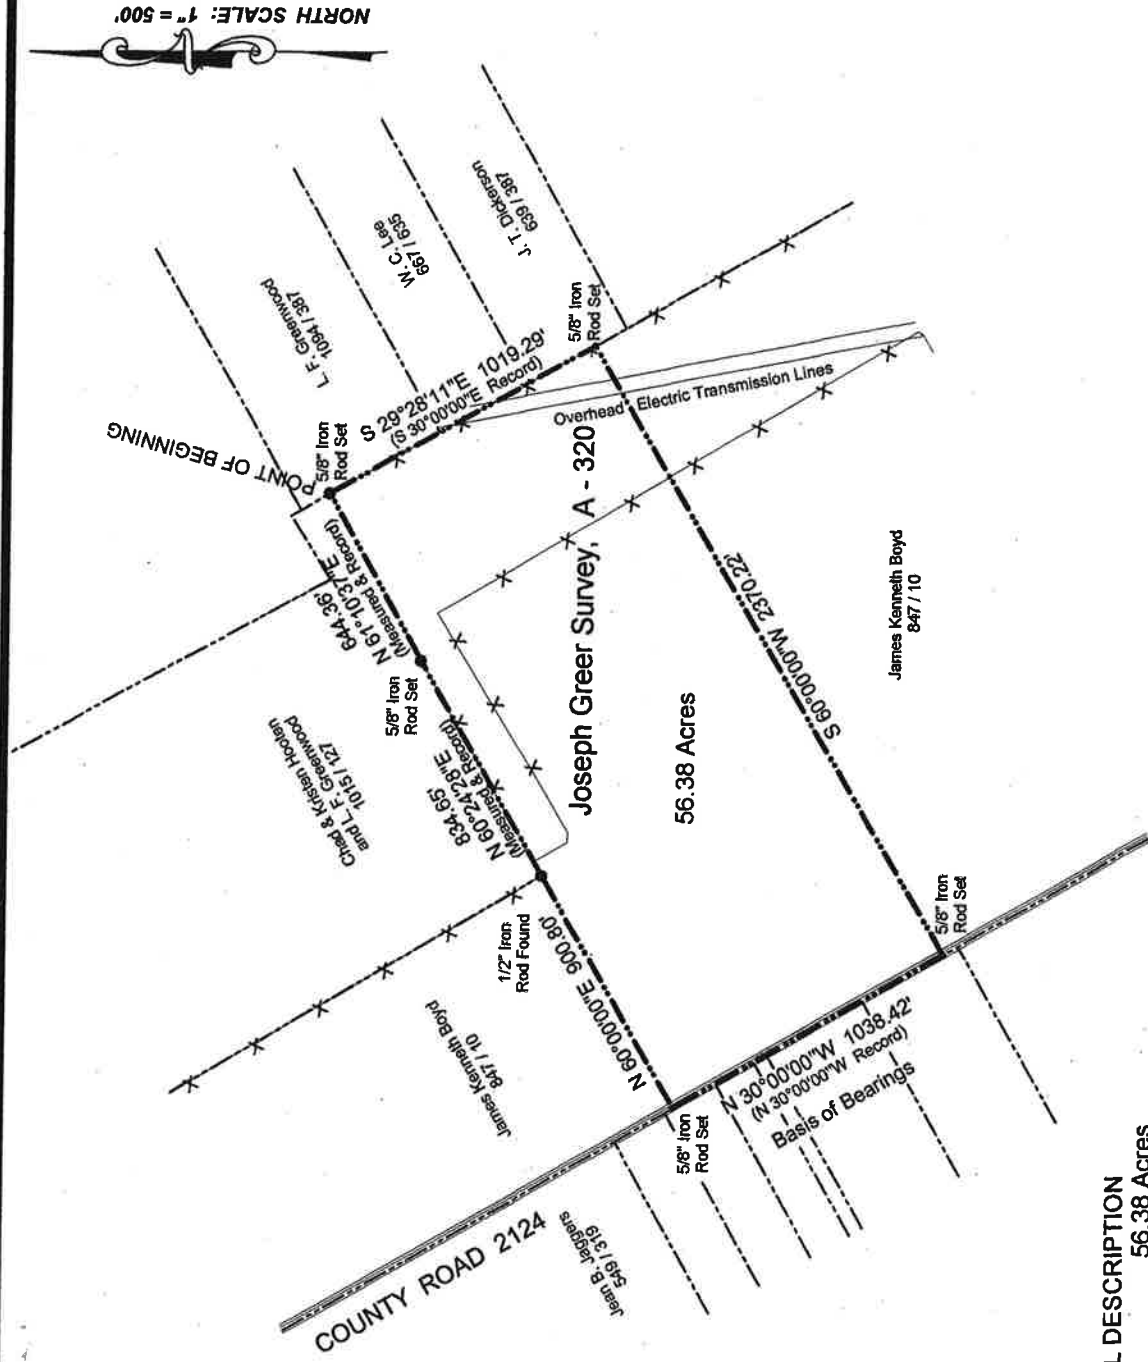 NORTH SCALE: 1" = 500'
L. F. Greenwood
1094 / 387
W. C. Lee
667 / 635
J. T. Dickerson
639 / 387
POINT OF BEGINNING
5/8" Iron
Rod Set
S 29°28'11"E 1019.29'
(S 30°00'00"E Record)
5/8" Iron
Rod Set
Overhead Electric Transmission Lines
644.36'
N 61°10'37"E
(Measured & Record)
5/8" Iron
Rod Set
Chad & Kristen Hooten
and L. F. Greenwood
1015 / 127
834.65'
N 60°24'28"E
(Measured & Record)
Joseph Greer Survey, A - 320
56.38 Acres
S 60°00'00"W 2370.22'
James Kenneth Boyd
847 / 10
1/2" Iron
Rod Found
James Kenneth Boyd
847 / 10
N 60°00'00"E 900.80'
5/8" Iron
Rod Set
5/8" Iron
Rod Set
N 30°00'00"W 1038.42'
(N 30°00'00"W Record)
Basis of Bearings
COUNTY ROAD 2124
Jean B. Jaggers
549 / 319
L DESCRIPTION
56.38 Acres